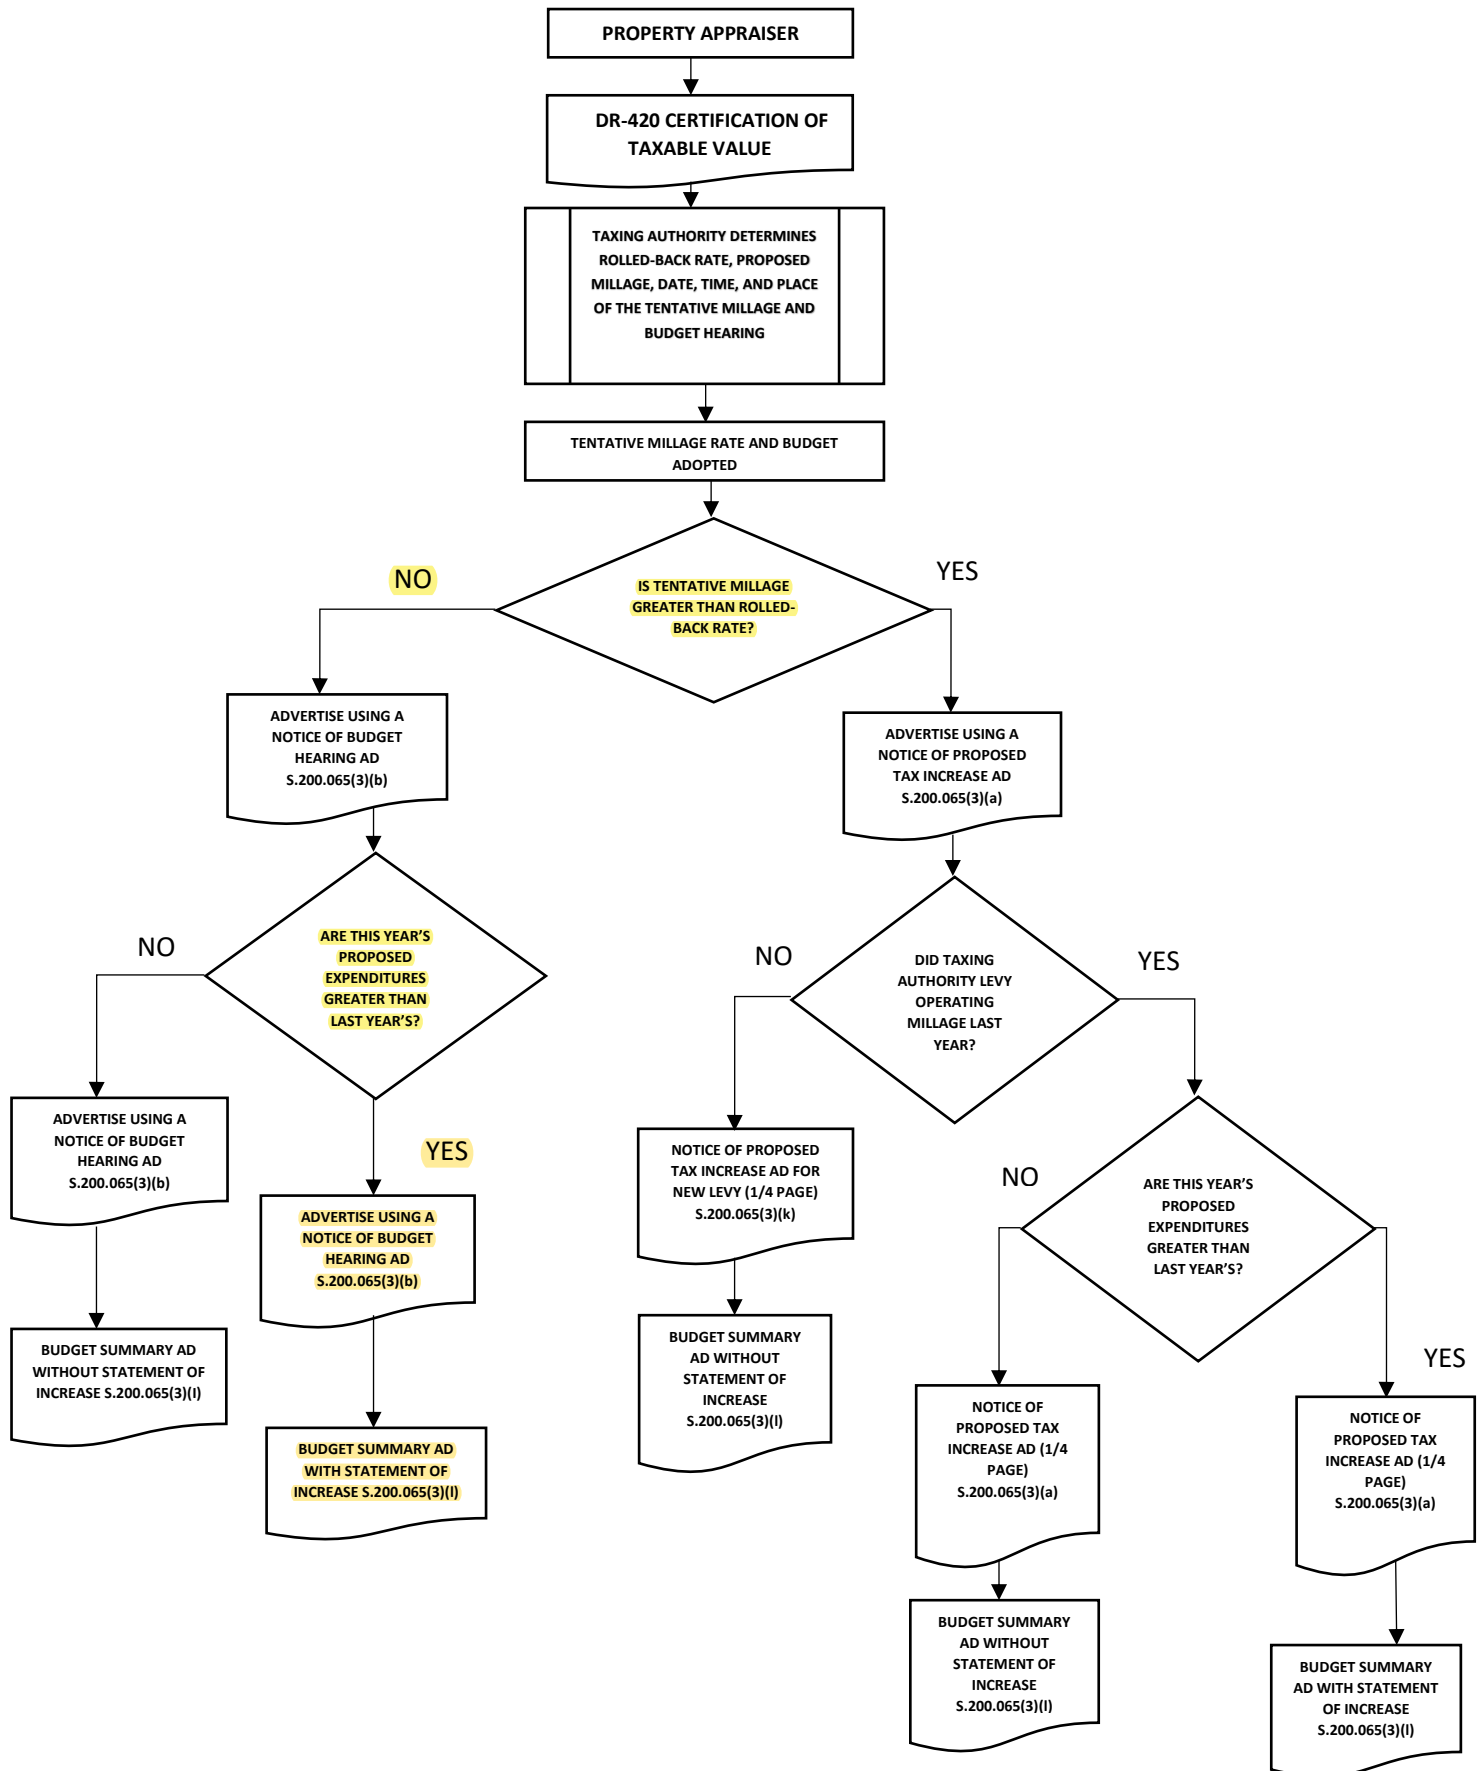 PROPERTY APPRAISER
DR-420 CERTIFICATION OF
TAXABLE VALUE
TAXING AUTHORITY DETERMINES
ROLLED-BACK RATE, PROPOSED
MILLAGE, DATE, TIME, AND PLACE
OF THE TENTATIVE MILLAGE AND
BUDGET HEARING
TENTATIVE MILLAGE RATE AND BUDGET
ADOPTED
IS TENTATIVE MILLAGE
GREATER THAN ROLLED-
BACK RATE?
NO
YES
ADVERTISE USING A
NOTICE OF BUDGET
HEARING AD
S.200.065(3)(b)
ADVERTISE USING A
NOTICE OF PROPOSED
TAX INCREASE AD
S.200.065(3)(a)
ARE THIS YEAR'S
PROPOSED
EXPENDITURES
GREATER THAN
LAST YEAR'S?
NO
YES
DID TAXING
AUTHORITY LEVY
OPERATING
MILLAGE LAST
YEAR?
NO
YES
ADVERTISE USING A
NOTICE OF BUDGET
HEARING AD
S.200.065(3)(b)
ADVERTISE USING A
NOTICE OF BUDGET
HEARING AD
S.200.065(3)(b)
NOTICE OF PROPOSED
TAX INCREASE AD FOR
NEW LEVY (1/4 PAGE)
S.200.065(3)(k)
ARE THIS YEAR'S
PROPOSED
EXPENDITURES
GREATER THAN
LAST YEAR'S?
NO
YES
BUDGET SUMMARY AD
WITHOUT STATEMENT OF
INCREASE S.200.065(3)(l)
BUDGET SUMMARY AD
WITH STATEMENT OF
INCREASE S.200.065(3)(l)
BUDGET SUMMARY
AD WITHOUT
STATEMENT OF
INCREASE
S.200.065(3)(l)
NOTICE OF
PROPOSED TAX
INCREASE AD (1/4
PAGE)
S.200.065(3)(a)
NOTICE OF
PROPOSED TAX
INCREASE AD (1/4
PAGE)
S.200.065(3)(a)
BUDGET SUMMARY
AD WITHOUT
STATEMENT OF
INCREASE
S.200.065(3)(l)
BUDGET SUMMARY
AD WITH STATEMENT
OF INCREASE
S.200.065(3)(l)